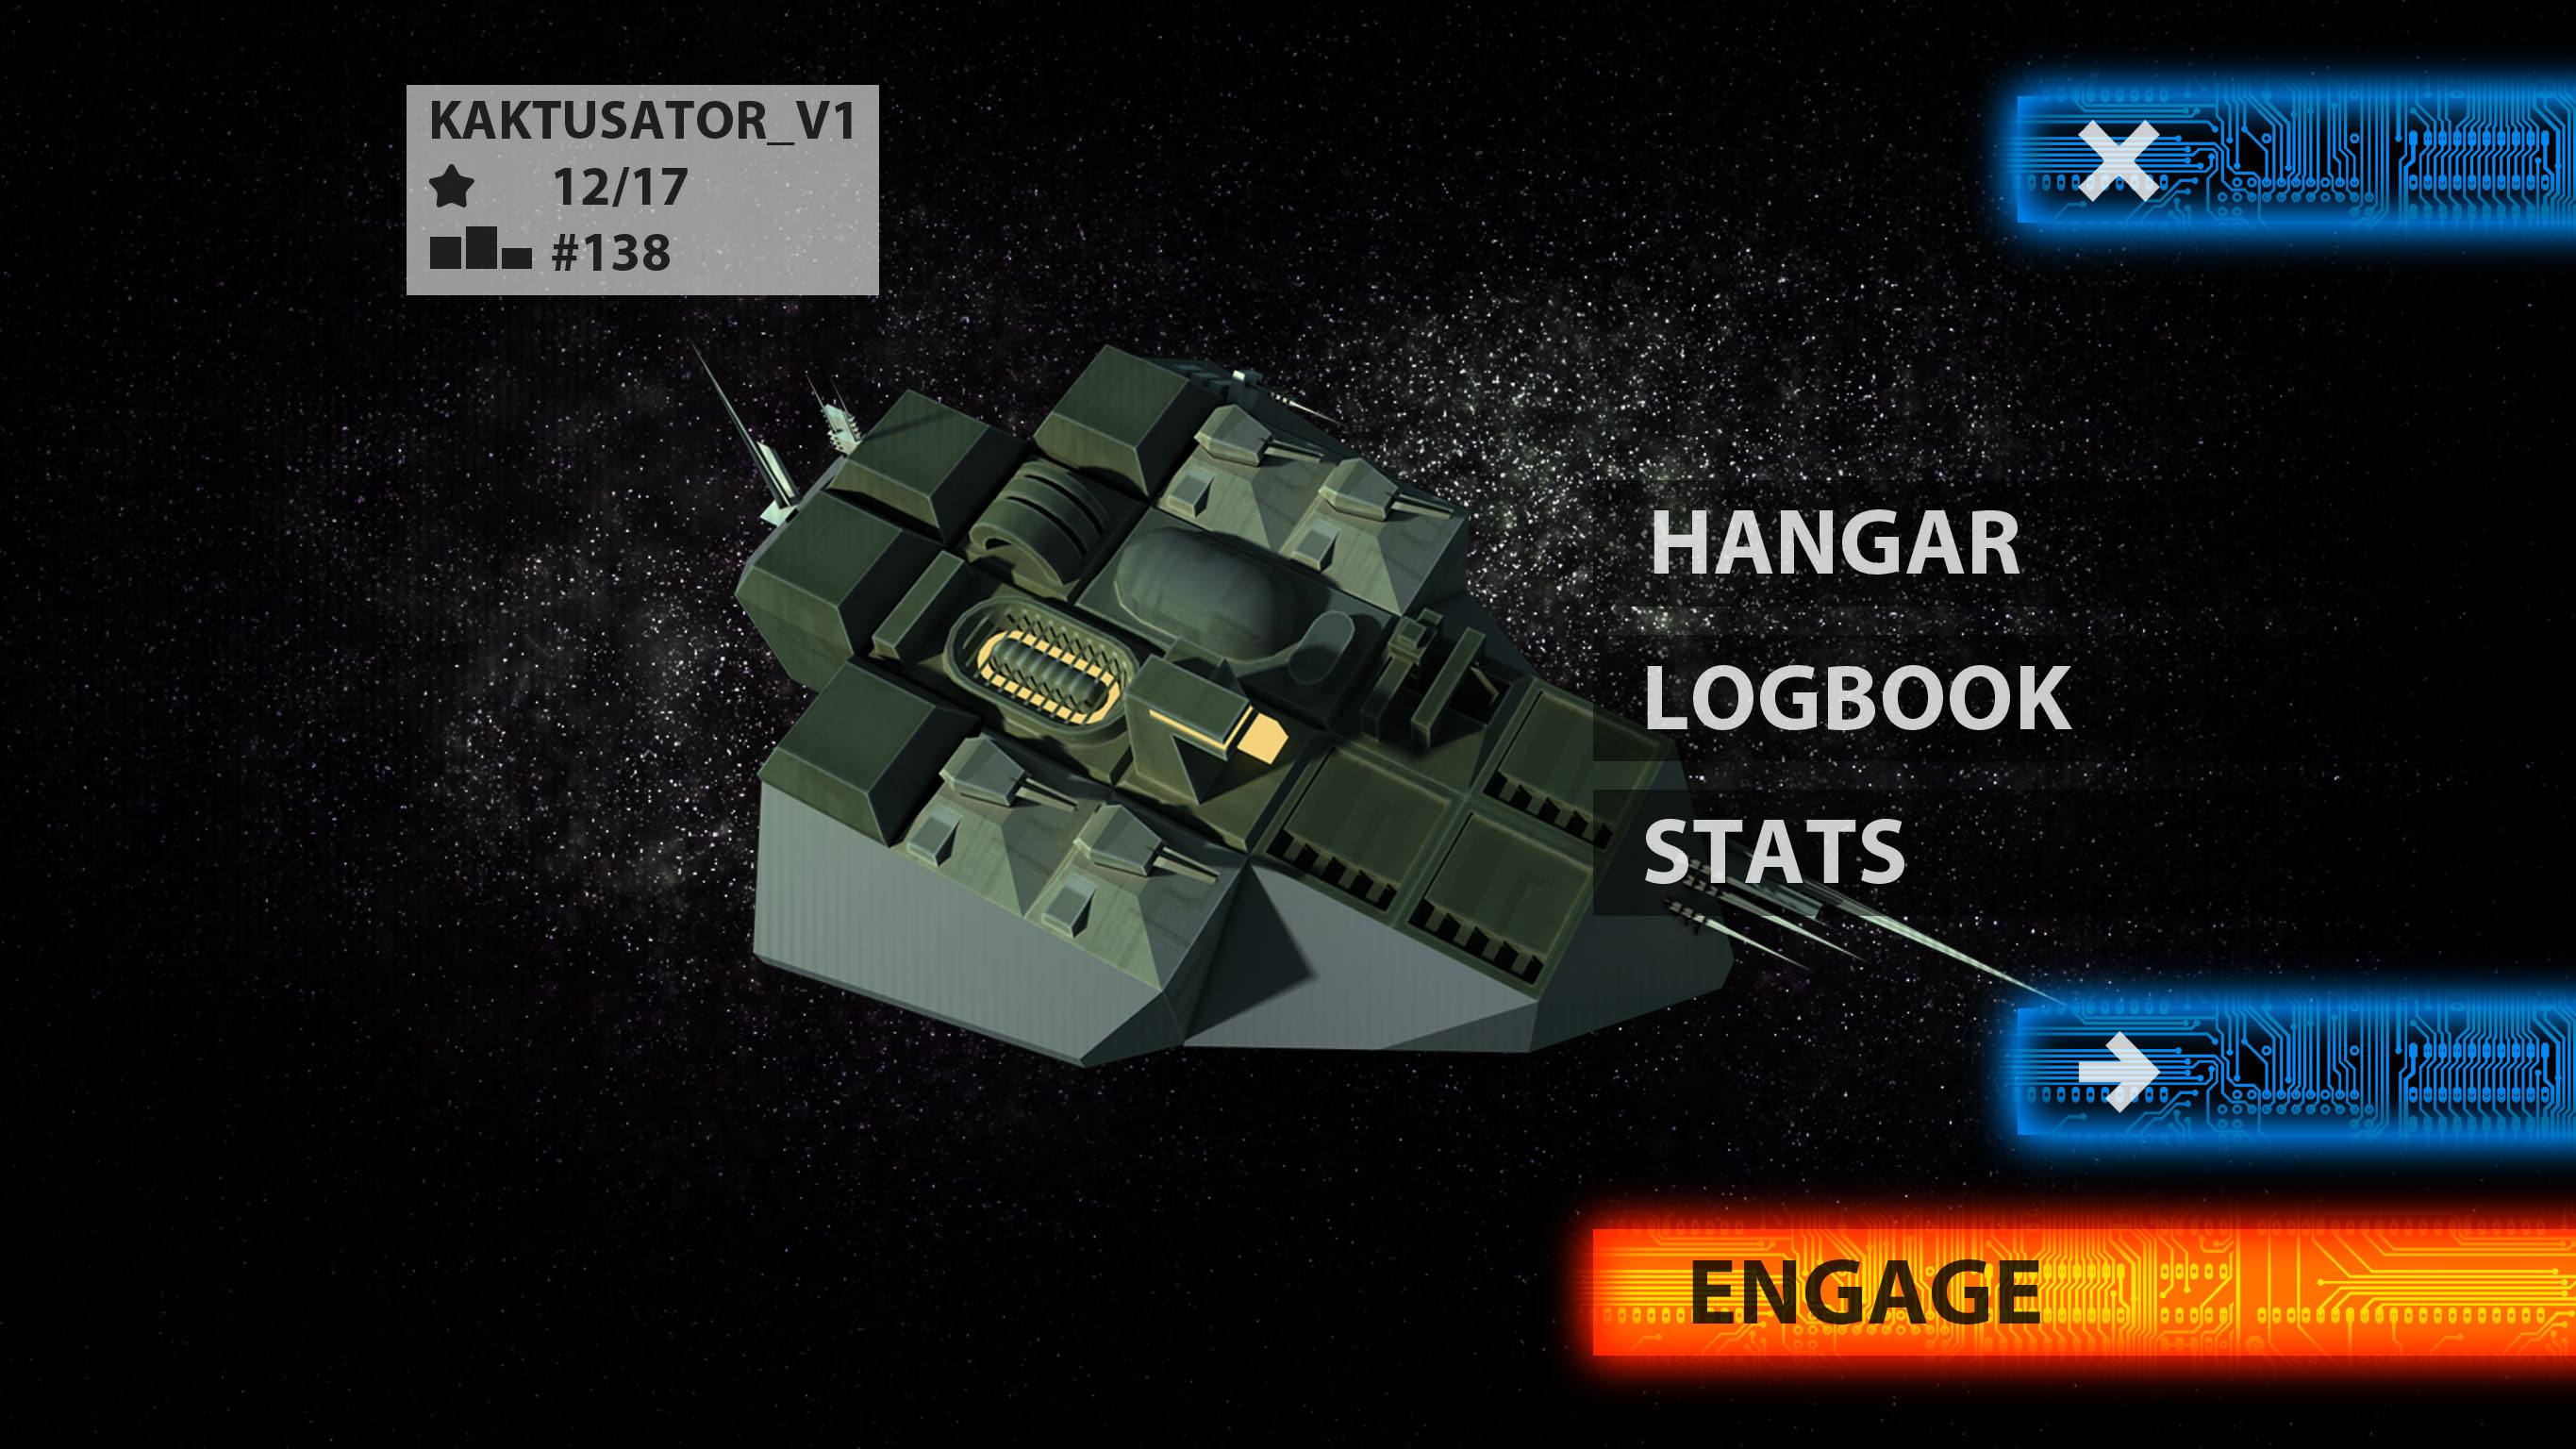 KAKTUSATOR_V1
12/17
#138
HANGAR
LOGBOOK
STATS
ENGAGE